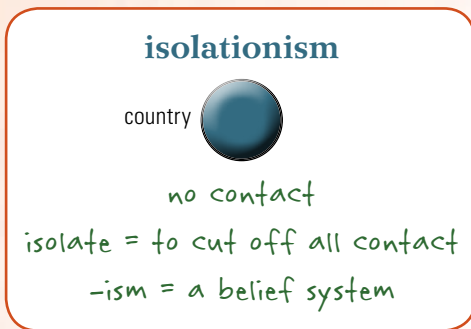 isolationism
country
no contact
isolate = to cut off all contact
-ism = a belief system